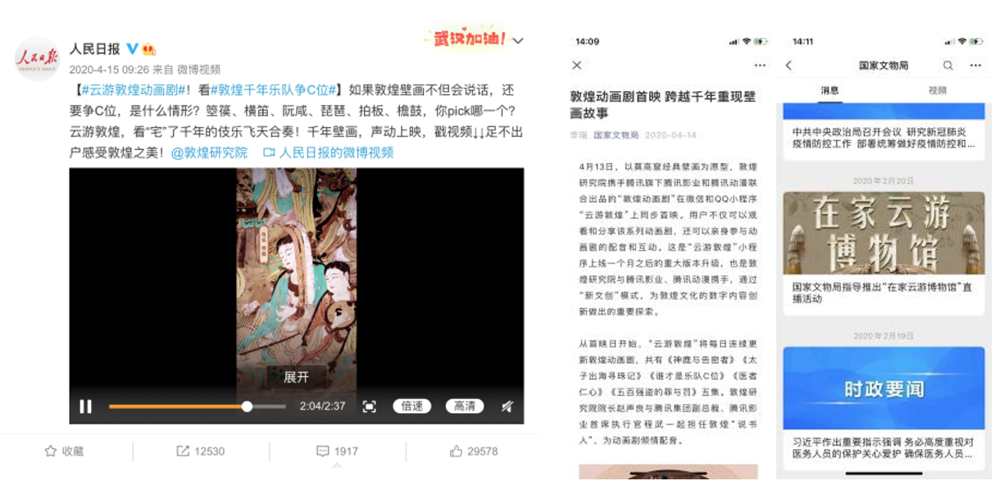 武汉加油!
人民日报
人民日报
PEOPLE'S DAILY
2020-4-15 09:26 来自 微博视频
【#云游敦煌动画剧#！看#敦煌千年乐队争C位#】如果敦煌壁画不但会说话，还
要争C位，是什么情形？箜篌、横笛、阮咸、琵琶、拍板、檐鼓，你pick哪一个？
云游敦煌，看“宅”了千年的伎乐飞天合奏！千年壁画，声动上映，戳视频↓↓足不出
户感受敦煌之美！@敦煌研究院 人民日报的微博视频
展开
2:04/2:37
倍速
高清
收藏
12530
1917
29578
14:09
敦煌动画剧首映 跨越千年重现壁
画故事
李瑞 国家文物局 2020-04-14
4月13日，以莫高窟经典壁画为原型，敦煌
研究院携手腾讯旗下腾讯影业和腾讯动漫联
合出品的“敦煌动画剧”在微信和QQ小程序
“云游敦煌”上同步首映。用户不仅可以观
看和分享该系列动画剧，还可以亲身参与动
画剧的配音和互动。这是“云游敦煌”小程
序上线一个月之后的重大版本升级，也是敦
煌研究院与腾讯影业、腾讯动漫携手，通过
“新文创”模式，为敦煌文化的数字内容创
新做出的重要探索。
从首映日开始，“云游敦煌”将每日连续更
新敦煌动画剧，共有《神鹿与告密者》《太
子出海寻珠记》《谁才是乐队C位》《医者
仁心》《五百强盗的罪与罚》五集。敦煌研
究院院长赵声良与腾讯集团副总裁、腾讯影
业首席执行官程武一起担任敦煌“说书
人”，为动画剧倾情配音。
14:11
国家文物局
消息
视频
中共中央政治局召开会议 研究新冠肺炎
疫情防控工作 部署统筹做好疫情防控和...
2020年2月20日
在家云游
博物馆
国家文物局指导推出“在家云游博物馆”直
播活动
2020年2月19日
时政要闻
习近平作出重要指示强调 务必高度重视对
医务人员的保护关心爱护 确保医务人员...